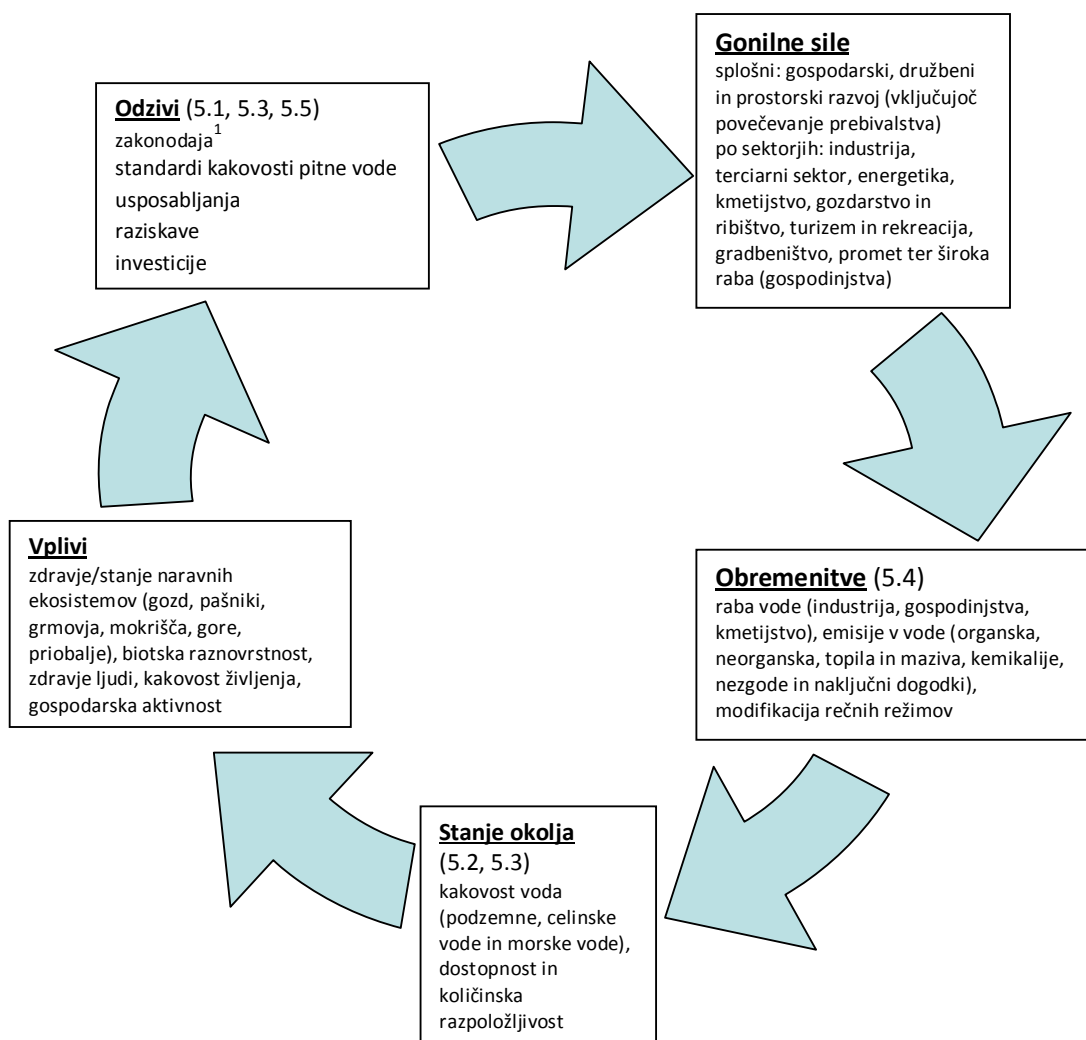 Odzivi (5.1, 5.3, 5.5)
zakonodaja¹
standardi kakovosti pitne vode
usposabljanja
raziskave
investicije
Gonilne sile
splošni: gospodarski, družbeni
in prostorski razvoj (vključujoč
povečevanje prebivalstva)
po sektorjih: industrija,
terciarni sektor, energetika,
kmetijstvo, gozdarstvo in
ribištvo, turizem in rekreacija,
gradbeništvo, promet ter široka
raba (gospodinjstva)
Obremenitve (5.4)
raba vode (industrija, gospodinjstva,
kmetijstvo), emisije v vode (organska,
neorganska, topila in maziva, kemikalije,
nezgode in naključni dogodki),
modifikacija rečnih režimov
Stanje okolja
(5.2, 5.3)
kakovost voda
(podzemne, celinske
vode in morske vode),
dostopnost in
količinska
razpoložljivost
Vplivi
zdravje/stanje naravnih
ekosistemov (gozd, pašniki,
grmovja, mokrišča, gore,
priobalje), biotska raznovrstnost,
zdravje ljudi, kakovost življenja,
gospodarska aktivnost